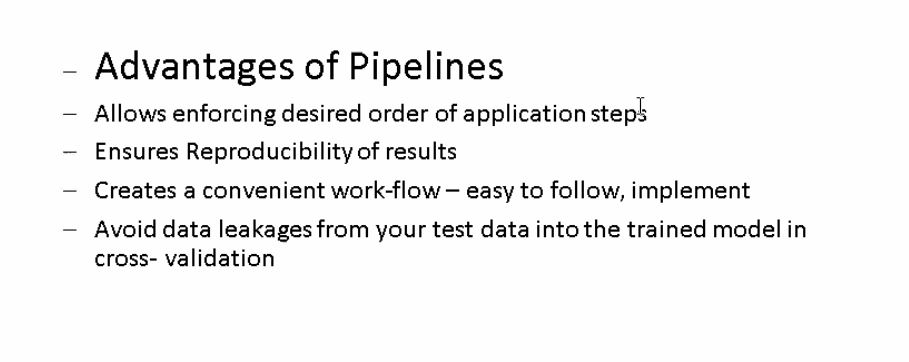 – Advantages of Pipelines
– Allows enforcing desired order of application steps
– Ensures Reproducibility of results
– Creates a convenient work-flow – easy to follow, implement
– Avoid data leakages from your test data into the trained model in
cross- validation